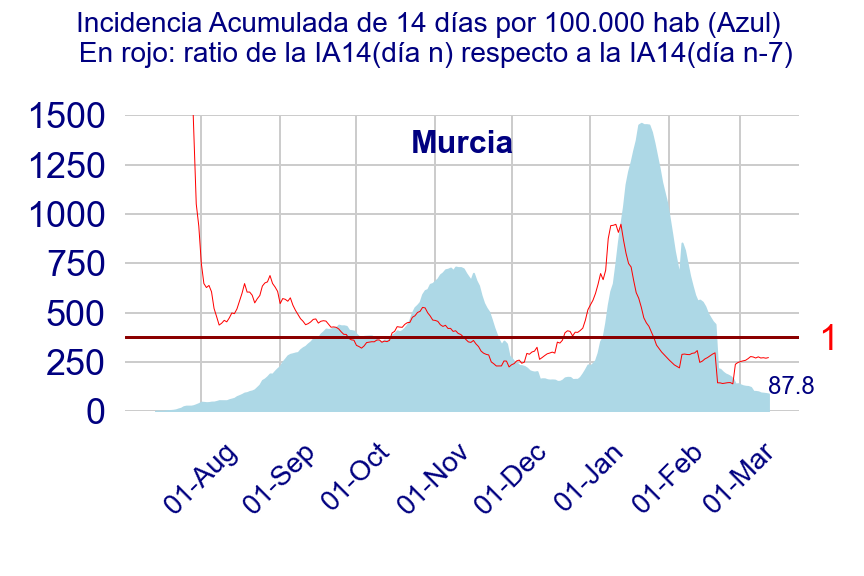 Incidencia Acumulada de 14 días por 100.000 hab (Azul)
En rojo: ratio de la IA14(día n) respecto a la IA14(día n-7)
Murcia
1500
1250
1000
750
500
250
0
1
87.8
01-Aug
01-Sep
01-Oct
01-Nov
01-Dec
01-Jan
01-Feb
01-Mar